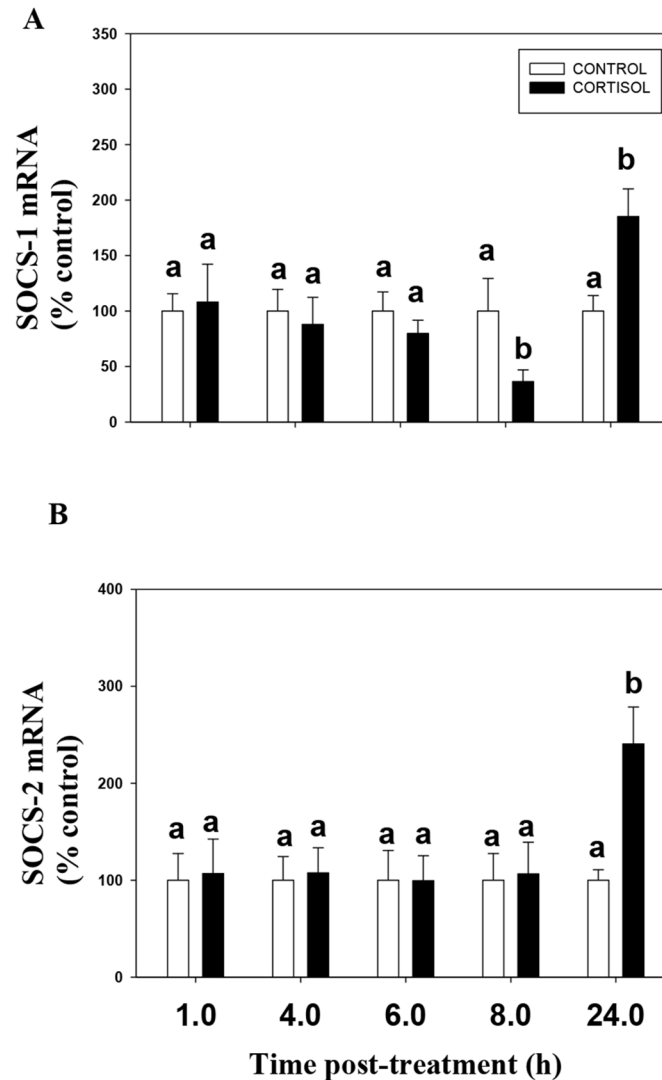 A
350
300
250
200
150
100
50
0
SOCS-1 mRNA
(% control)
CONTROL
CORTISOL
a a a a a a a b a b
B
400
300
200
100
0
SOCS-2 mRNA
(% control)
a a a a a a a a a b
1.0 4.0 6.0 8.0 24.0
Time post-treatment (h)